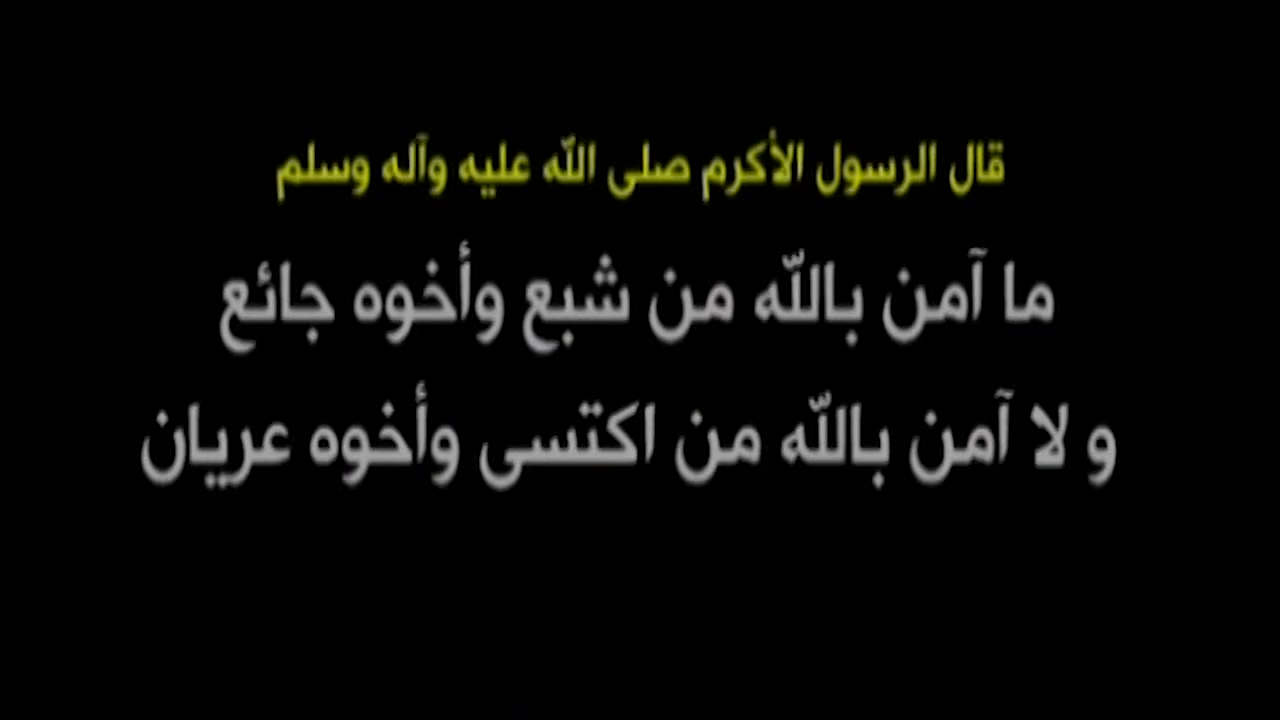 قال الرسول الأكرم صلى الله عليه وآله وسلم
ما آمن بالله من شبع وأخوه جائع
و لا آمن بالله من اكتسى وأخوه عريان